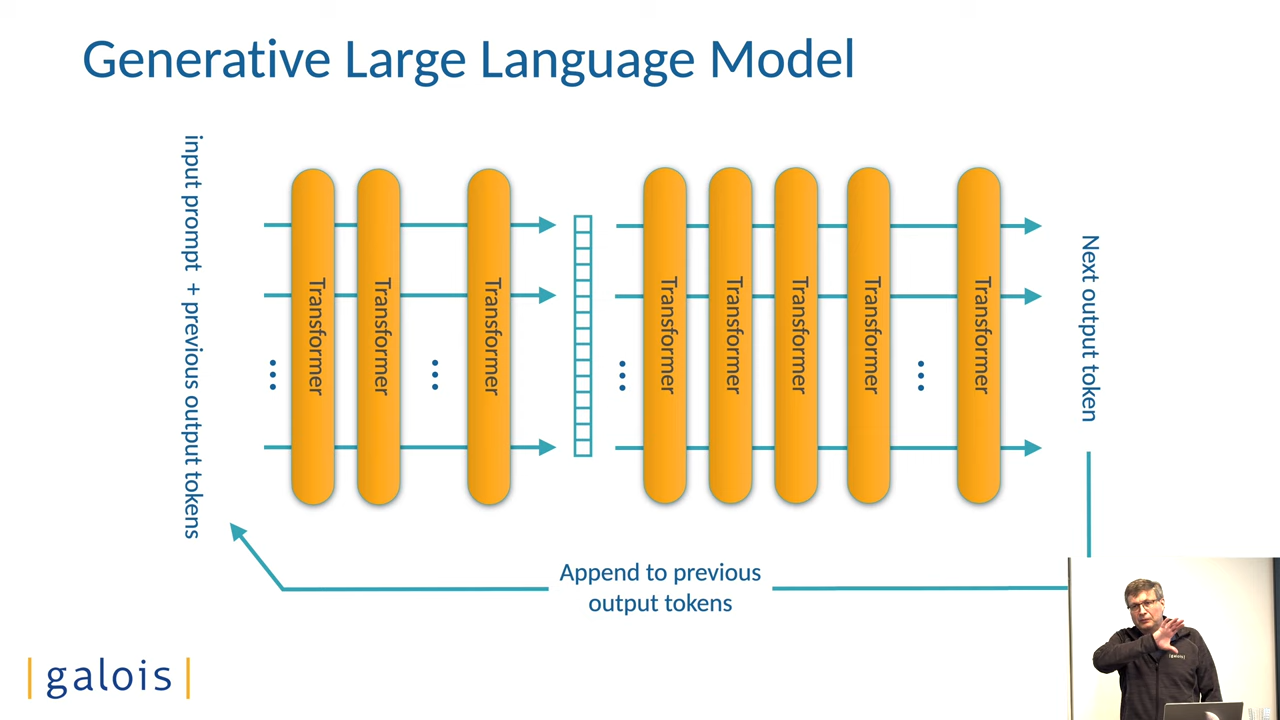 Generative Large Language Model
input prompt + previous output tokens
Transformer
Transformer
...
Transformer
...
Transformer
Transformer
Transformer
Transformer
...
Transformer
...
Next output token
Append to previous
output tokens
|galois|
|galois|